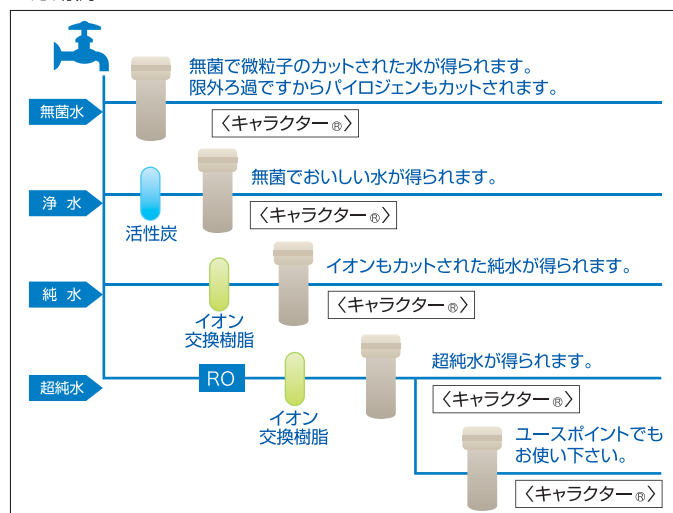 無菌で微粒子のカットされた水が得られます。
限外ろ過ですからパイロジェンもカットされます。
無菌水
〈キャラクター®〉
無菌でおいしい水が得られます。
浄 水
〈キャラクター®〉
活性炭
イオンもカットされた純水が得られます。
純 水
〈キャラクター®〉
イオン
交換樹脂
超純水が得られます。
超純水
RO
〈キャラクター®〉
イオン
交換樹脂
ユースポイントでも
お使い下さい。
〈キャラクター®〉